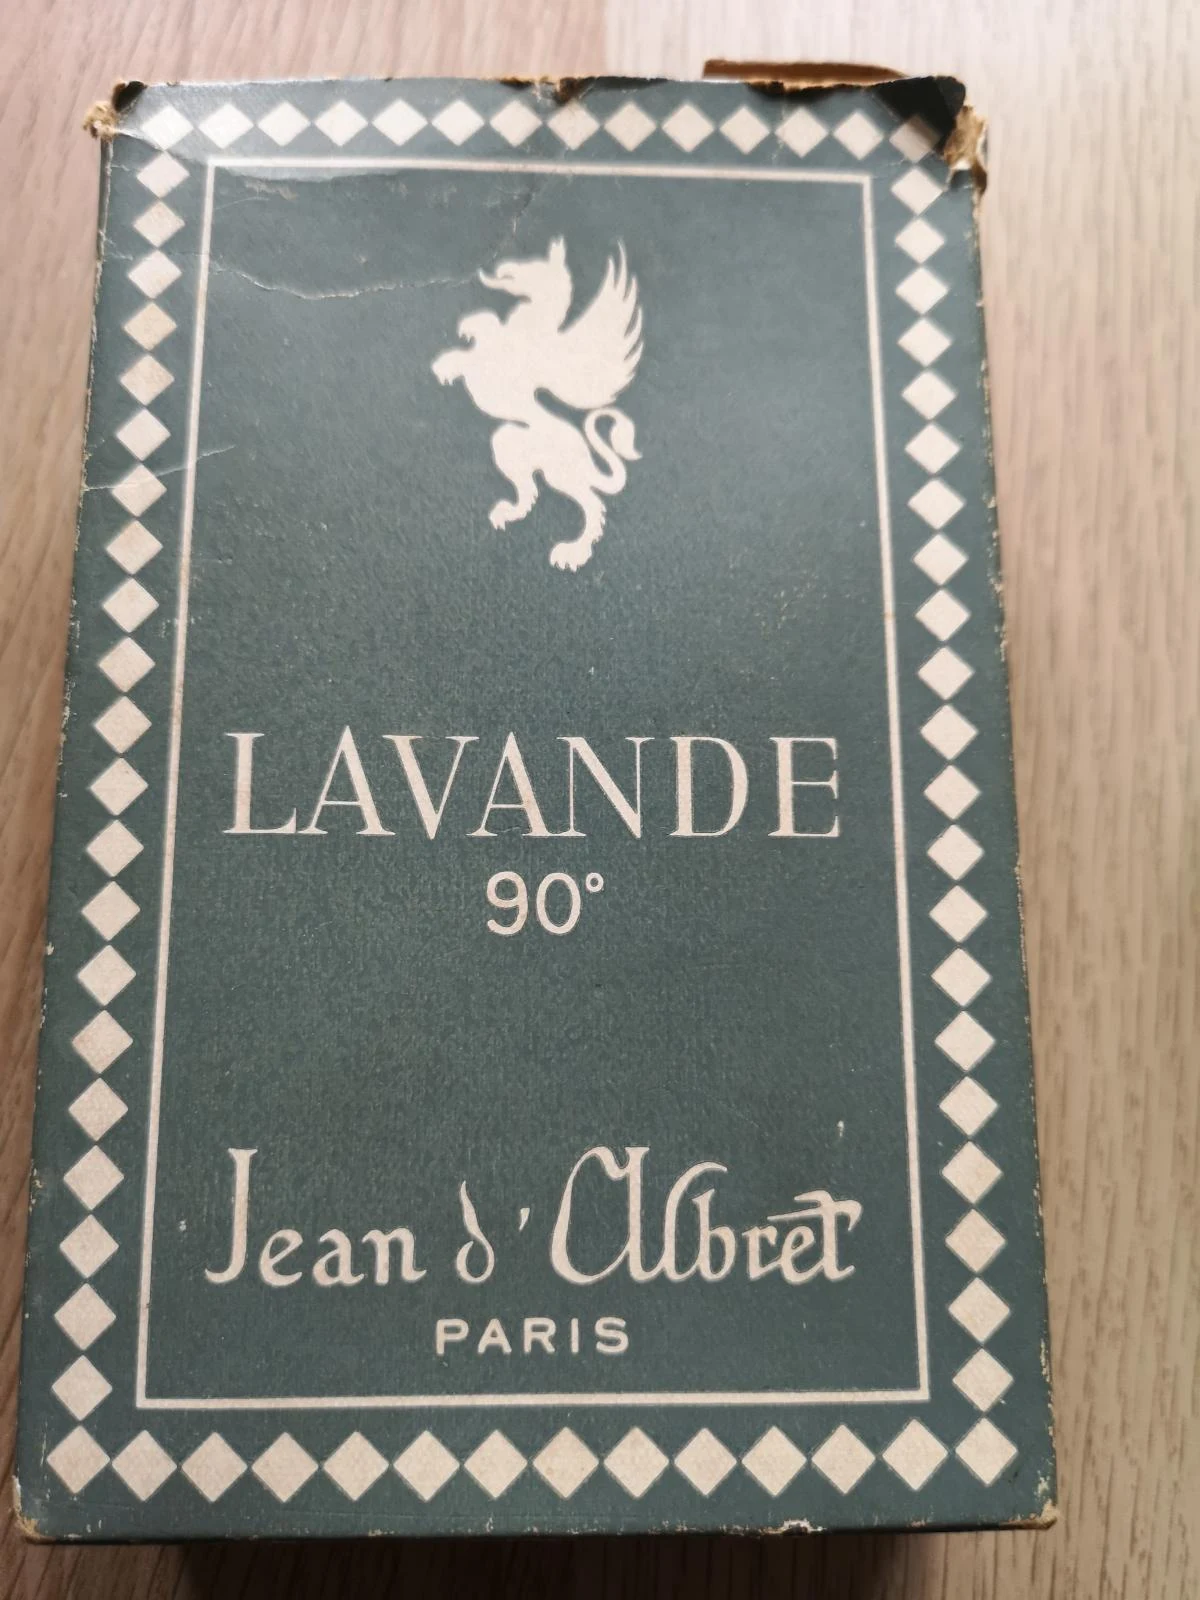 LAVANDE
90°
Jean d'Albret
PARIS